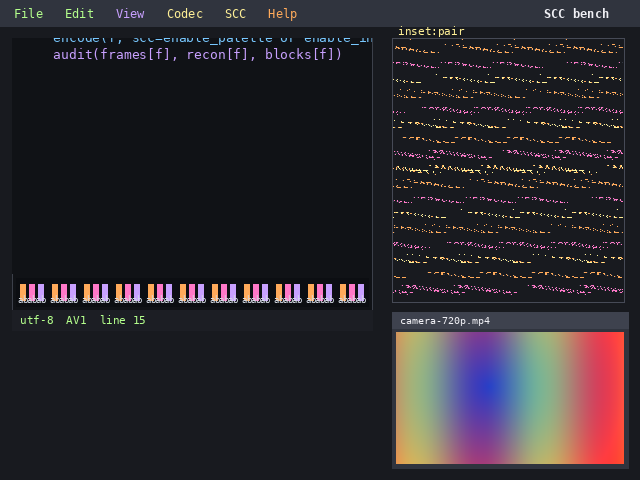 File Edit View Codec SCC Help SCC bench
inset:pair
audit(frames[f], recon[f], blocks[f])
utf-8 AV1 line 15
camera-720p.mp4